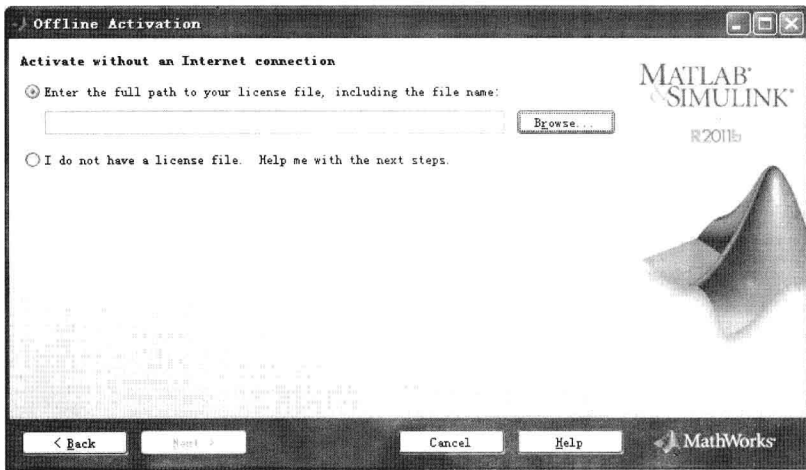 Offline Activation
Activate without an Internet connection
Enter the full path to your license file, including the file name:
Browse...
I do not have a license file. Help me with the next steps.
MATLAB®
&SIMULINK®
R2011b
< Back
Next >
Cancel
Help
MathWorks®